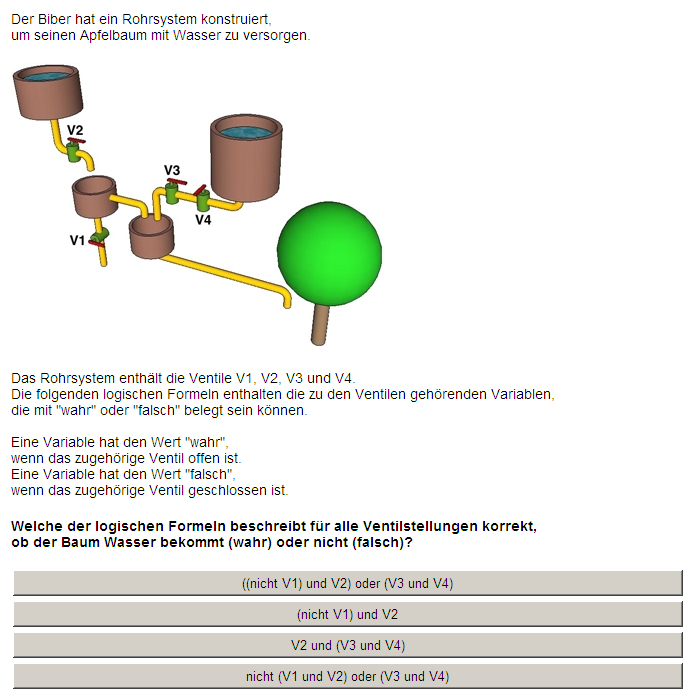 Der Biber hat ein Rohrsystem konstruiert,
um seinen Apfelbaum mit Wasser zu versorgen.
V2
V3
V4
V1
Das Rohrsystem enthält die Ventile V1, V2, V3 und V4.
Die folgenden logischen Formeln enthalten die zu den Ventilen gehörenden Variablen,
die mit "wahr" oder "falsch" belegt sein können.
Eine Variable hat den Wert "wahr",
wenn das zugehörige Ventil offen ist.
Eine Variable hat den Wert "falsch",
wenn das zugehörige Ventil geschlossen ist.
Welche der logischen Formeln beschreibt für alle Ventilstellungen korrekt,
ob der Baum Wasser bekommt (wahr) oder nicht (falsch)?
((nicht V1) und V2) oder (V3 und V4)
(nicht V1) und V2
V2 und (V3 und V4)
nicht (V1 und V2) oder (V3 und V4)